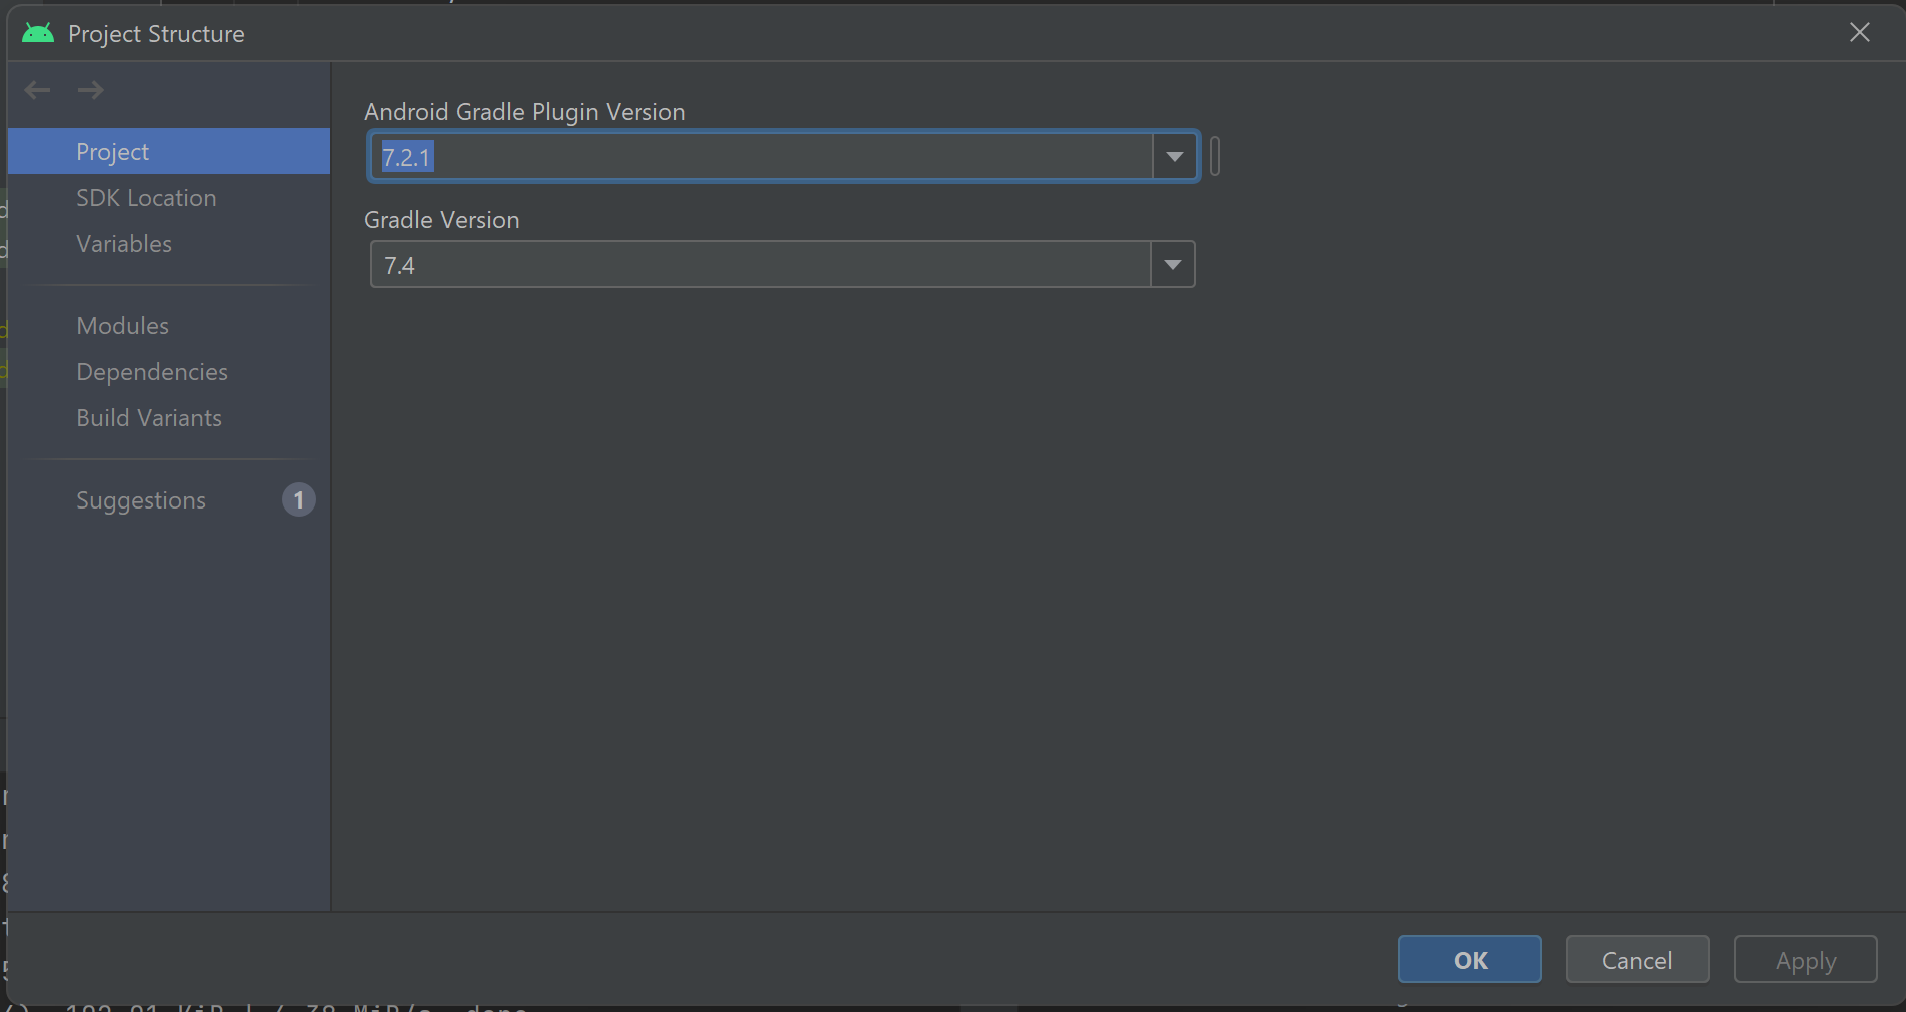 Project Structure
Project
SDK Location
Variables
Modules
Dependencies
Build Variants
Suggestions 1
Android Gradle Plugin Version
7.2.1
Gradle Version
7.4
OK Cancel Apply